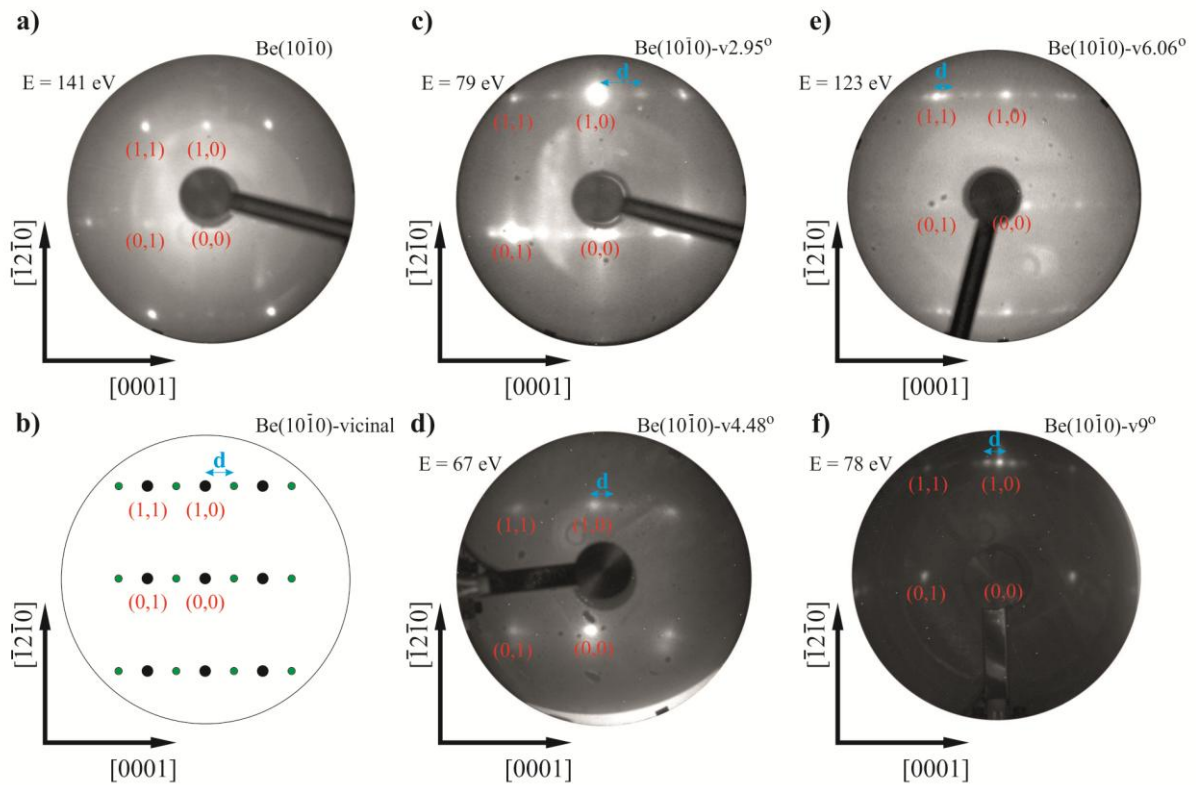 a)
Be(101̅0)
E = 141 eV
(1,1) (1,0)
(0,1) (0,0)
[1̅21̅0]
[0001]
b)
Be(101̅0)-vicinal
d
(1,1) (1,0)
(0,1) (0,0)
[1̅21̅0]
[0001]
c)
Be(101̅0)-v2.95°
E = 79 eV
d
(1,1) (1,0)
(0,1) (0,0)
[1̅21̅0]
[0001]
d)
Be(101̅0)-v4.48°
E = 67 eV
d
(1,1) (1,0)
(0,1) (0,0)
[1̅21̅0]
[0001]
e)
Be(101̅0)-v6.06°
E = 123 eV
d
(1,1) (1,0)
(0,1) (0,0)
[1̅21̅0]
[0001]
f)
Be(101̅0)-v9°
E = 78 eV
d
(1,1) (1,0)
(0,1) (0,0)
[1̅21̅0]
[0001]